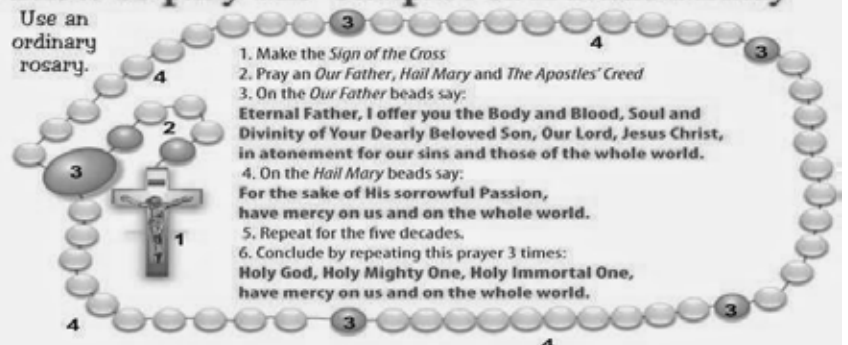 Use an
ordinary
rosary.
1. Make the Sign of the Cross
2. Pray an Our Father, Hail Mary and The Apostles' Creed
3. On the Our Father beads say:
Eternal Father, I offer you the Body and Blood, Soul and
Divinity of Your Dearly Beloved Son, Our Lord, Jesus Christ,
in atonement for our sins and those of the whole world.
4. On the Hail Mary beads say:
For the sake of His sorrowful Passion,
have mercy on us and on the whole world.
5. Repeat for the five decades.
6. Conclude by repeating this prayer 3 times:
Holy God, Holy Mighty One, Holy Immortal One,
have mercy on us and on the whole world.
3
4
3
4
2
3
1
4
3
3
4